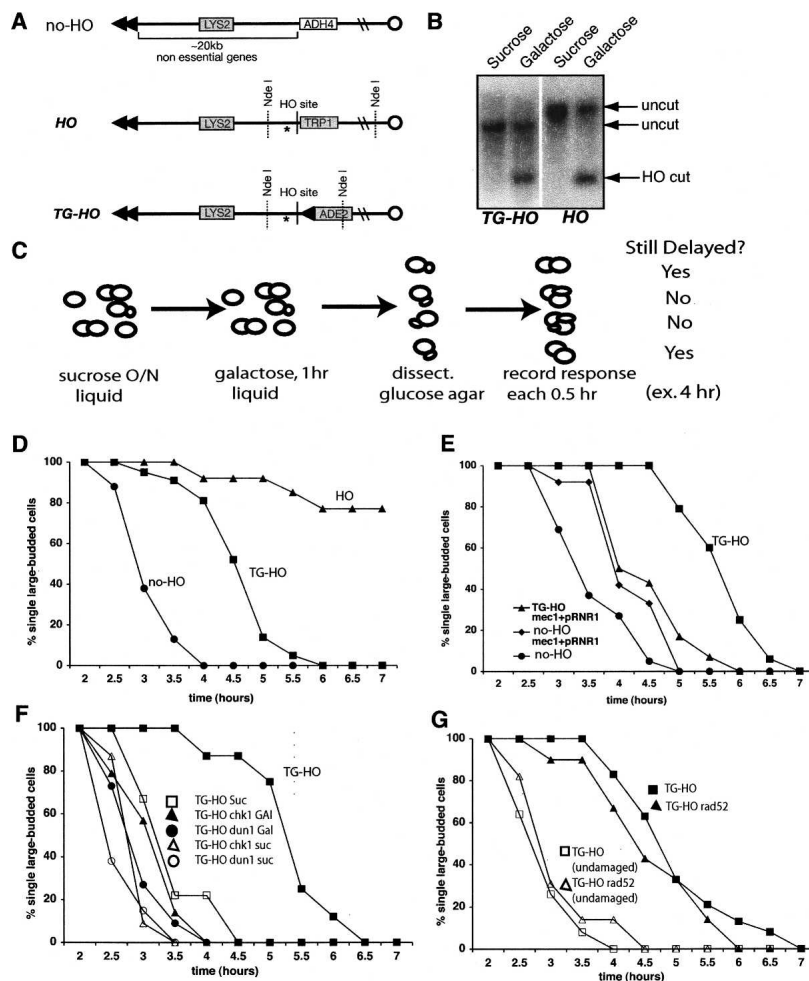 A
no-HO
LYS2
ADH4
~20kb
non essential genes
Nde I
HO site
Nde I
HO
LYS2
*
TRP1
Nde I
HO site
Nde I
TG-HO
LYS2
*
ADE2
B
Sucrose
Galactose
Sucrose
Galactose
uncut
uncut
HO cut
TG-HO
HO
C
Still Delayed?
Yes
No
No
Yes
sucrose O/N
liquid
galactose, 1hr
liquid
dissect.
glucose agar
record response
each 0.5 hr
(ex. 4 hr)
D
% single large-budded cells
100
80
60
40
20
0
HO
no-HO
TG-HO
2 2.5 3 3.5 4 4.5 5 5.5 6 6.5 7
time (hours)
E
% single large-budded cells
100
80
60
40
20
0
TG-HO
TG-HO
mec1+pRNR1
no-HO
mec1+pRNR1
no-HO
2 2.5 3 3.5 4 4.5 5 5.5 6 6.5 7
time (hours)
F
% single large-budded cells
100
80
60
40
20
0
TG-HO
TG-HO Suc
TG-HO chk1 GAl
TG-HO dun1 Gal
TG-HO chk1 suc
TG-HO dun1 suc
2 2.5 3 3.5 4 4.5 5 5.5 6 6.5 7
time (hours)
G
% single large-budded cells
100
80
60
40
20
0
TG-HO
TG-HO rad52
TG-HO
(undamaged)
TG-HO rad52
(undamaged)
2 2.5 3 3.5 4 4.5 5 5.5 6 6.5 7
time (hours)